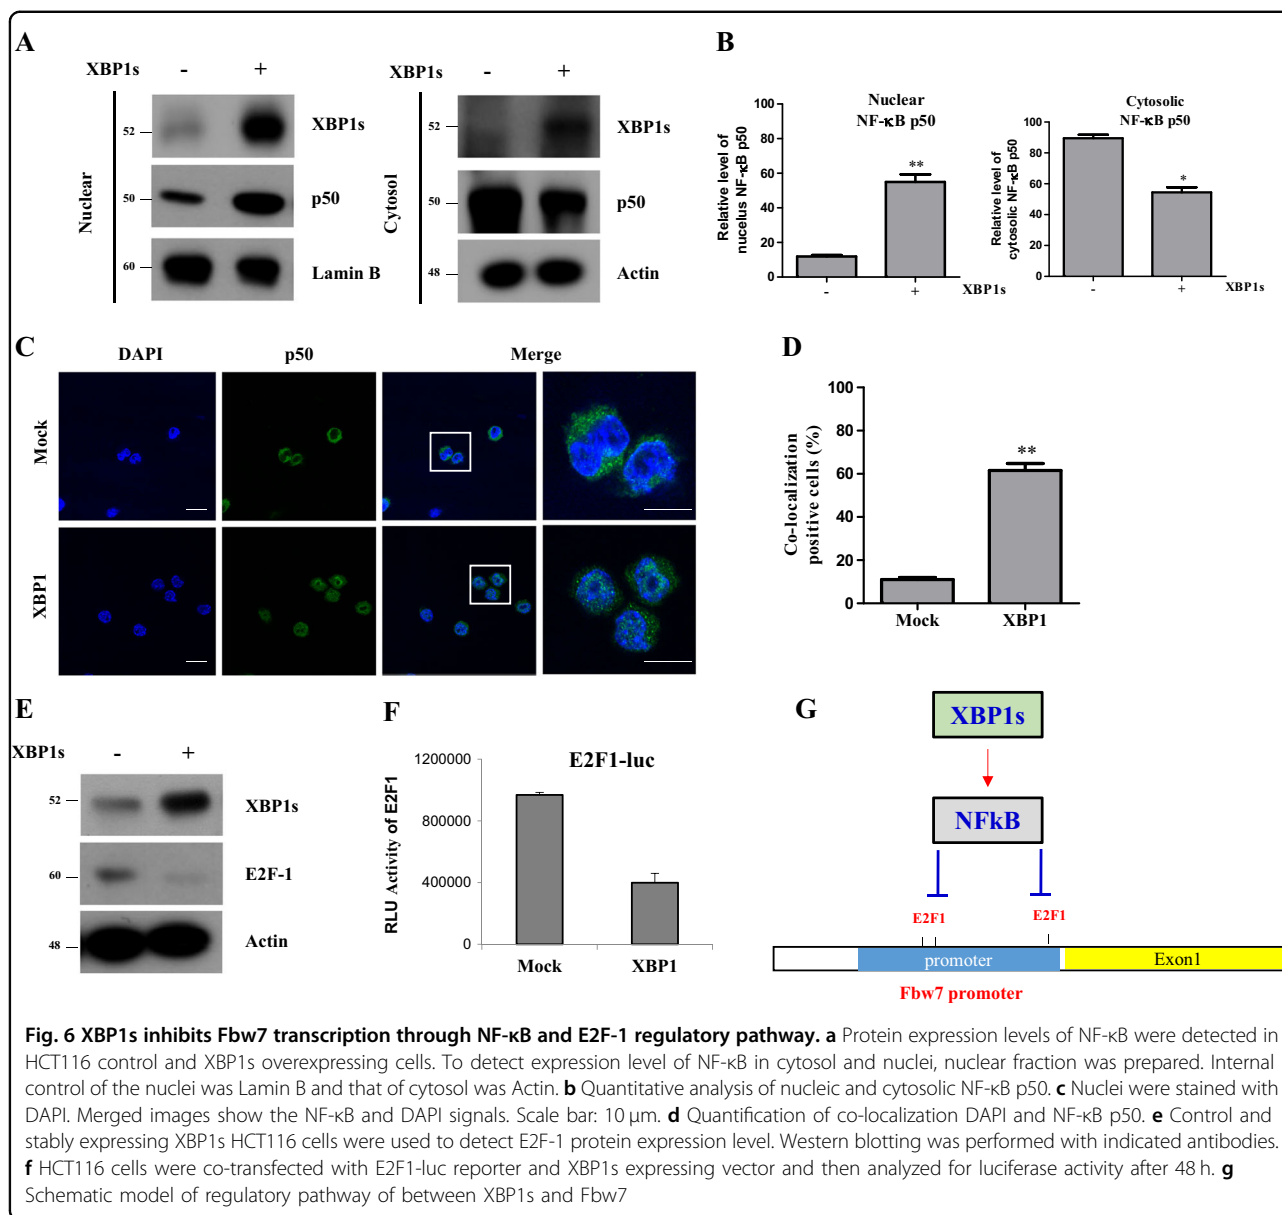 A
XBP1s - +
Nuclear
52 XBP1s
50 p50
60 Lamin B
XBP1s - +
Cytosol
52 XBP1s
50 p50
48 Actin
B
Nuclear
NF-κB p50
Relative level of
nucelus NF-κB p50
100
80
60
40
20
0
**
- + XBP1s
Cytosolic
NF-κB p50
Relative level of
cytosolic NF-κB p50
100
80
60
40
20
0
*
- + XBP1s
C
DAPI p50 Merge
Mock
XBP1
D
Co-localization
positive cells (%)
100
80
60
40
20
0
**
Mock XBP1
E
XBP1s - +
52 XBP1s
60 E2F-1
48 Actin
F
E2F1-luc
RLU Activity of E2F1
1200000
800000
400000
0
Mock XBP1
G
XBP1s
NFkB
E2F1 E2F1
promoter Exon1
Fbw7 promoter
Fig. 6 XBP1s inhibits Fbw7 transcription through NF-κB and E2F-1 regulatory pathway. a Protein expression levels of NF-κB were detected in
HCT116 control and XBP1s overexpressing cells. To detect expression level of NF-κB in cytosol and nuclei, nuclear fraction was prepared. Internal
control of the nuclei was Lamin B and that of cytosol was Actin. b Quantitative analysis of nucleic and cytosolic NF-κB p50. c Nuclei were stained with
DAPI. Merged images show the NF-κB and DAPI signals. Scale bar: 10 μm. d Quantification of co-localization DAPI and NF-κB p50. e Control and
stably expressing XBP1s HCT116 cells were used to detect E2F-1 protein expression level. Western blotting was performed with indicated antibodies.
f HCT116 cells were co-transfected with E2F1-luc reporter and XBP1s expressing vector and then analyzed for luciferase activity after 48 h. g
Schematic model of regulatory pathway of between XBP1s and Fbw7